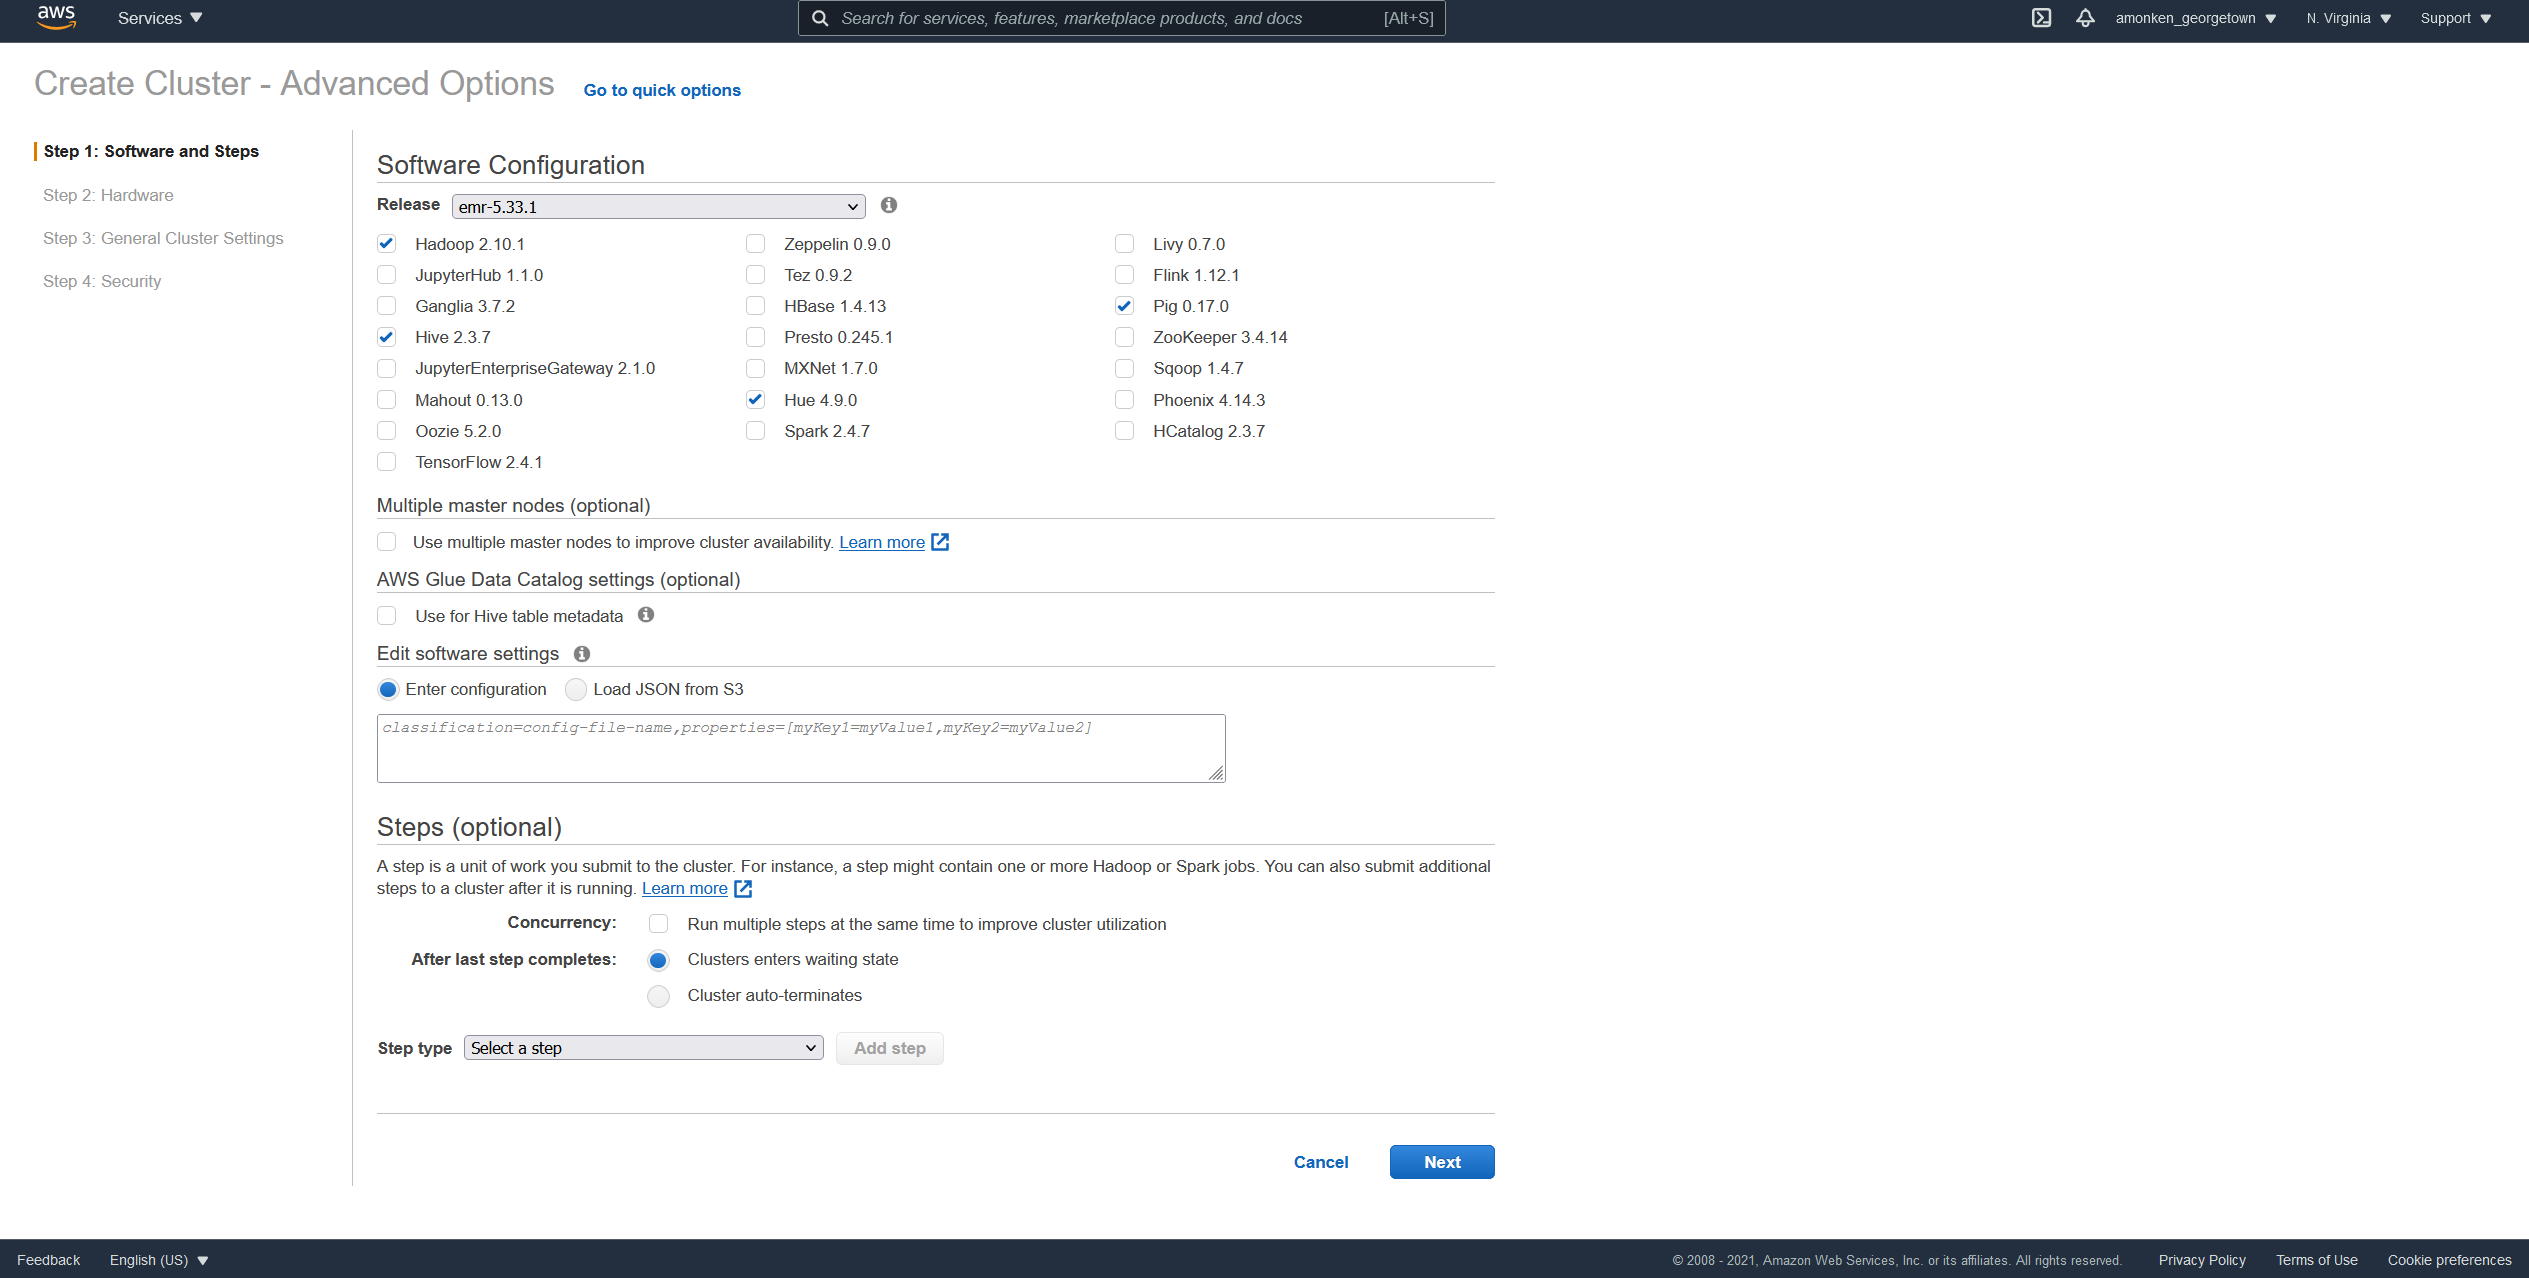 aws Services Search for services, features, marketplace products, and docs [Alt+S] amonken_georgetown N. Virginia Support
Create Cluster - Advanced Options Go to quick options
Step 1: Software and Steps
Step 2: Hardware
Step 3: General Cluster Settings
Step 4: Security
Software Configuration
Release emr-5.33.1
Hadoop 2.10.1 Zeppelin 0.9.0 Livy 0.7.0
JupyterHub 1.1.0 Tez 0.9.2 Flink 1.12.1
Ganglia 3.7.2 HBase 1.4.13 Pig 0.17.0
Hive 2.3.7 Presto 0.245.1 ZooKeeper 3.4.14
JupyterEnterpriseGateway 2.1.0 MXNet 1.7.0 Sqoop 1.4.7
Mahout 0.13.0 Hue 4.9.0 Phoenix 4.14.3
Oozie 5.2.0 Spark 2.4.7 HCatalog 2.3.7
TensorFlow 2.4.1
Multiple master nodes (optional)
Use multiple master nodes to improve cluster availability. Learn more
AWS Glue Data Catalog settings (optional)
Use for Hive table metadata
Edit software settings
Enter configuration Load JSON from S3
classification=config-file-name,properties=[myKey1=myValue1,myKey2=myValue2]
Steps (optional)
A step is a unit of work you submit to the cluster. For instance, a step might contain one or more Hadoop or Spark jobs. You can also submit additional
steps to a cluster after it is running. Learn more
Concurrency: Run multiple steps at the same time to improve cluster utilization
After last step completes: Clusters enters waiting state
Cluster auto-terminates
Step type Select a step Add step
Cancel Next
Feedback English (US) © 2008 - 2021, Amazon Web Services, Inc. or its affiliates. All rights reserved. Privacy Policy Terms of Use Cookie preferences